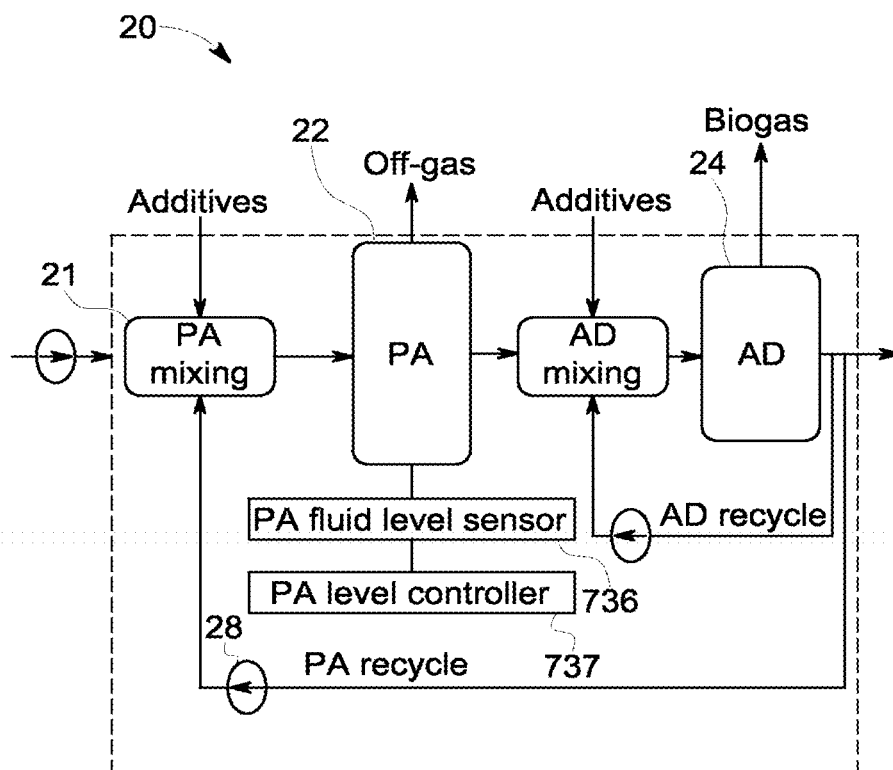 20
22
Off-gas
Biogas
24
Additives
Additives
21
PA
mixing
PA
AD
mixing
AD
PA fluid level sensor
AD recycle
PA level controller
736
28
PA recycle
737